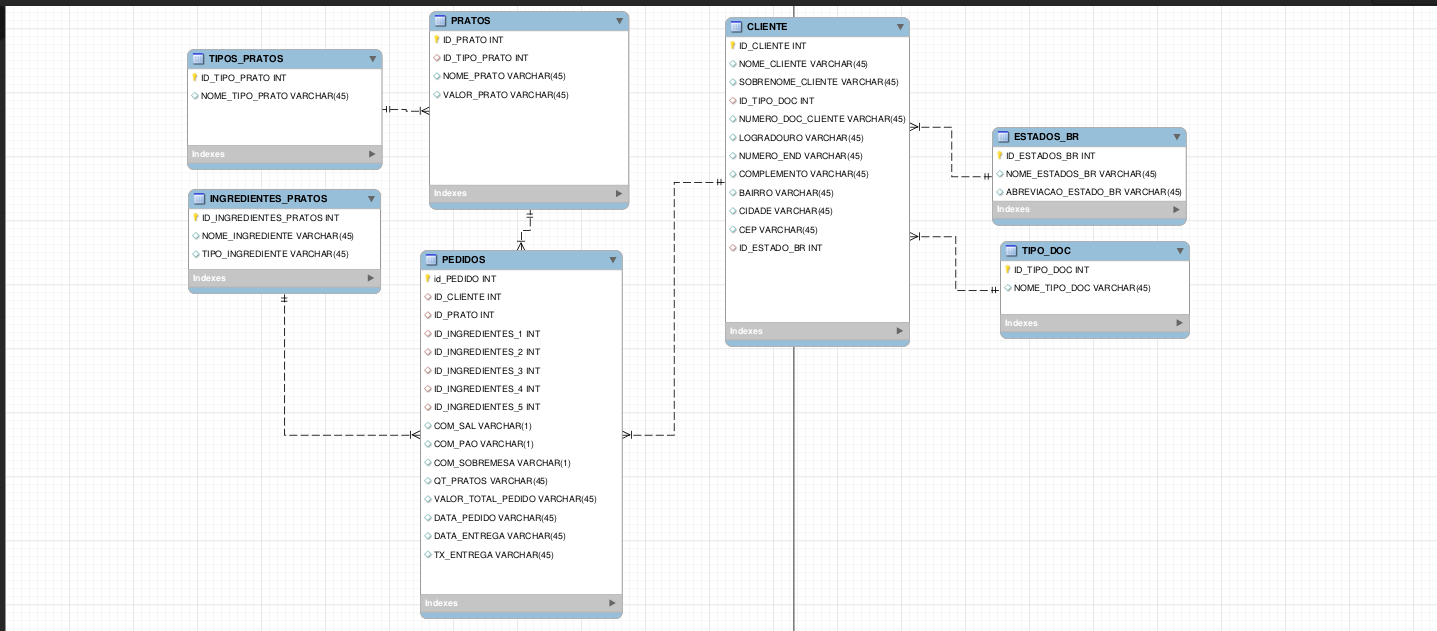 TIPOS_PRATOS
ID_TIPO_PRATO INT
NOME_TIPO_PRATO VARCHAR(45)
Indexes
INGREDIENTES_PRATOS
ID_INGREDIENTES_PRATOS INT
NOME_INGREDIENTE VARCHAR(45)
TIPO_INGREDIENTE VARCHAR(45)
Indexes
PRATOS
ID_PRATO INT
ID_TIPO_PRATO INT
NOME_PRATO VARCHAR(45)
VALOR_PRATO VARCHAR(45)
Indexes
PEDIDOS
id_PEDIDO INT
ID_CLIENTE INT
ID_PRATO INT
ID_INGREDIENTES_1 INT
ID_INGREDIENTES_2 INT
ID_INGREDIENTES_3 INT
ID_INGREDIENTES_4 INT
ID_INGREDIENTES_5 INT
COM_SAL VARCHAR(1)
COM_PAO VARCHAR(1)
COM_SOBREMESA VARCHAR(1)
QT_PRATOS VARCHAR(45)
VALOR_TOTAL_PEDIDO VARCHAR(45)
DATA_PEDIDO VARCHAR(45)
DATA_ENTREGA VARCHAR(45)
TX_ENTREGA VARCHAR(45)
Indexes
CLIENTE
ID_CLIENTE INT
NOME_CLIENTE VARCHAR(45)
SOBRENOME_CLIENTE VARCHAR(45)
ID_TIPO_DOC INT
NUMERO_DOC_CLIENTE VARCHAR(45)
LOGRADOURO VARCHAR(45)
NUMERO_END VARCHAR(45)
COMPLEMENTO VARCHAR(45)
BAIRRO VARCHAR(45)
CIDADE VARCHAR(45)
CEP VARCHAR(45)
ID_ESTADO_BR INT
Indexes
ESTADOS_BR
ID_ESTADOS_BR INT
NOME_ESTADOS_BR VARCHAR(45)
ABREVIACAO_ESTADO_BR VARCHAR(45)
Indexes
TIPO_DOC
ID_TIPO_DOC INT
NOME_TIPO_DOC VARCHAR(45)
Indexes